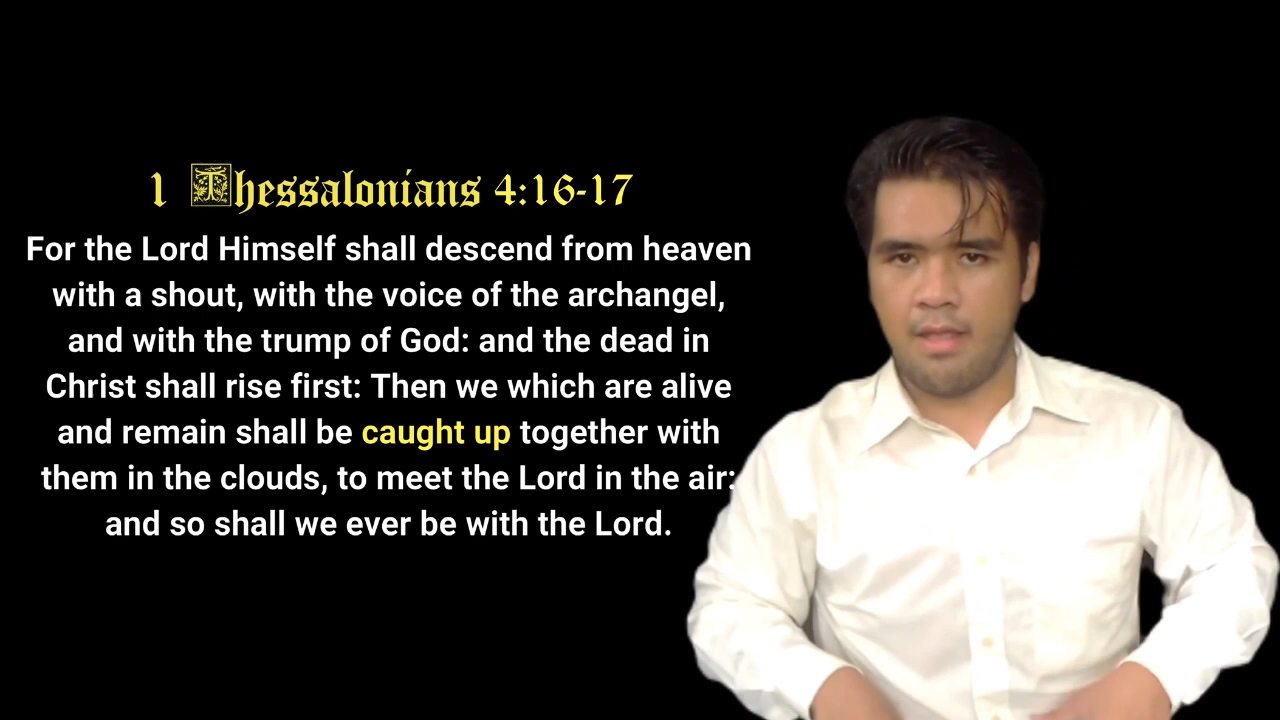 1 Thessalonians 4:16-17
For the Lord Himself shall descend from heaven
with a shout, with the voice of the archangel,
and with the trump of God: and the dead in
Christ shall rise first: Then we which are alive
and remain shall be caught up together with
them in the clouds, to meet the Lord in the air:
and so shall we ever be with the Lord.